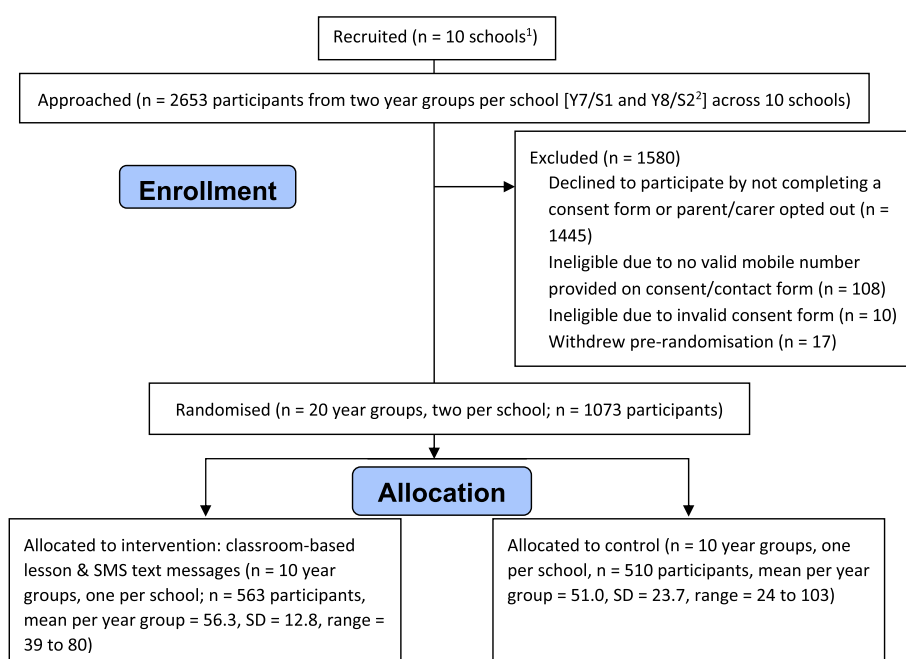 Recruited (n = 10 schools¹)
Approached (n = 2653 participants from two year groups per school [Y7/S1 and Y8/S2²] across 10 schools)
Excluded (n = 1580)
Declined to participate by not completing a
consent form or parent/carer opted out (n =
1445)
Ineligible due to no valid mobile number
provided on consent/contact form (n = 108)
Ineligible due to invalid consent form (n = 10)
Withdrew pre-randomisation (n = 17)
Enrollment
Randomised (n = 20 year groups, two per school; n = 1073 participants)
Allocation
Allocated to intervention: classroom-based
lesson & SMS text messages (n = 10 year
groups, one per school; n = 563 participants,
mean per year group = 56.3, SD = 12.8, range =
39 to 80)
Allocated to control (n = 10 year groups, one
per school, n = 510 participants, mean per year
group = 51.0, SD = 23.7, range = 24 to 103)